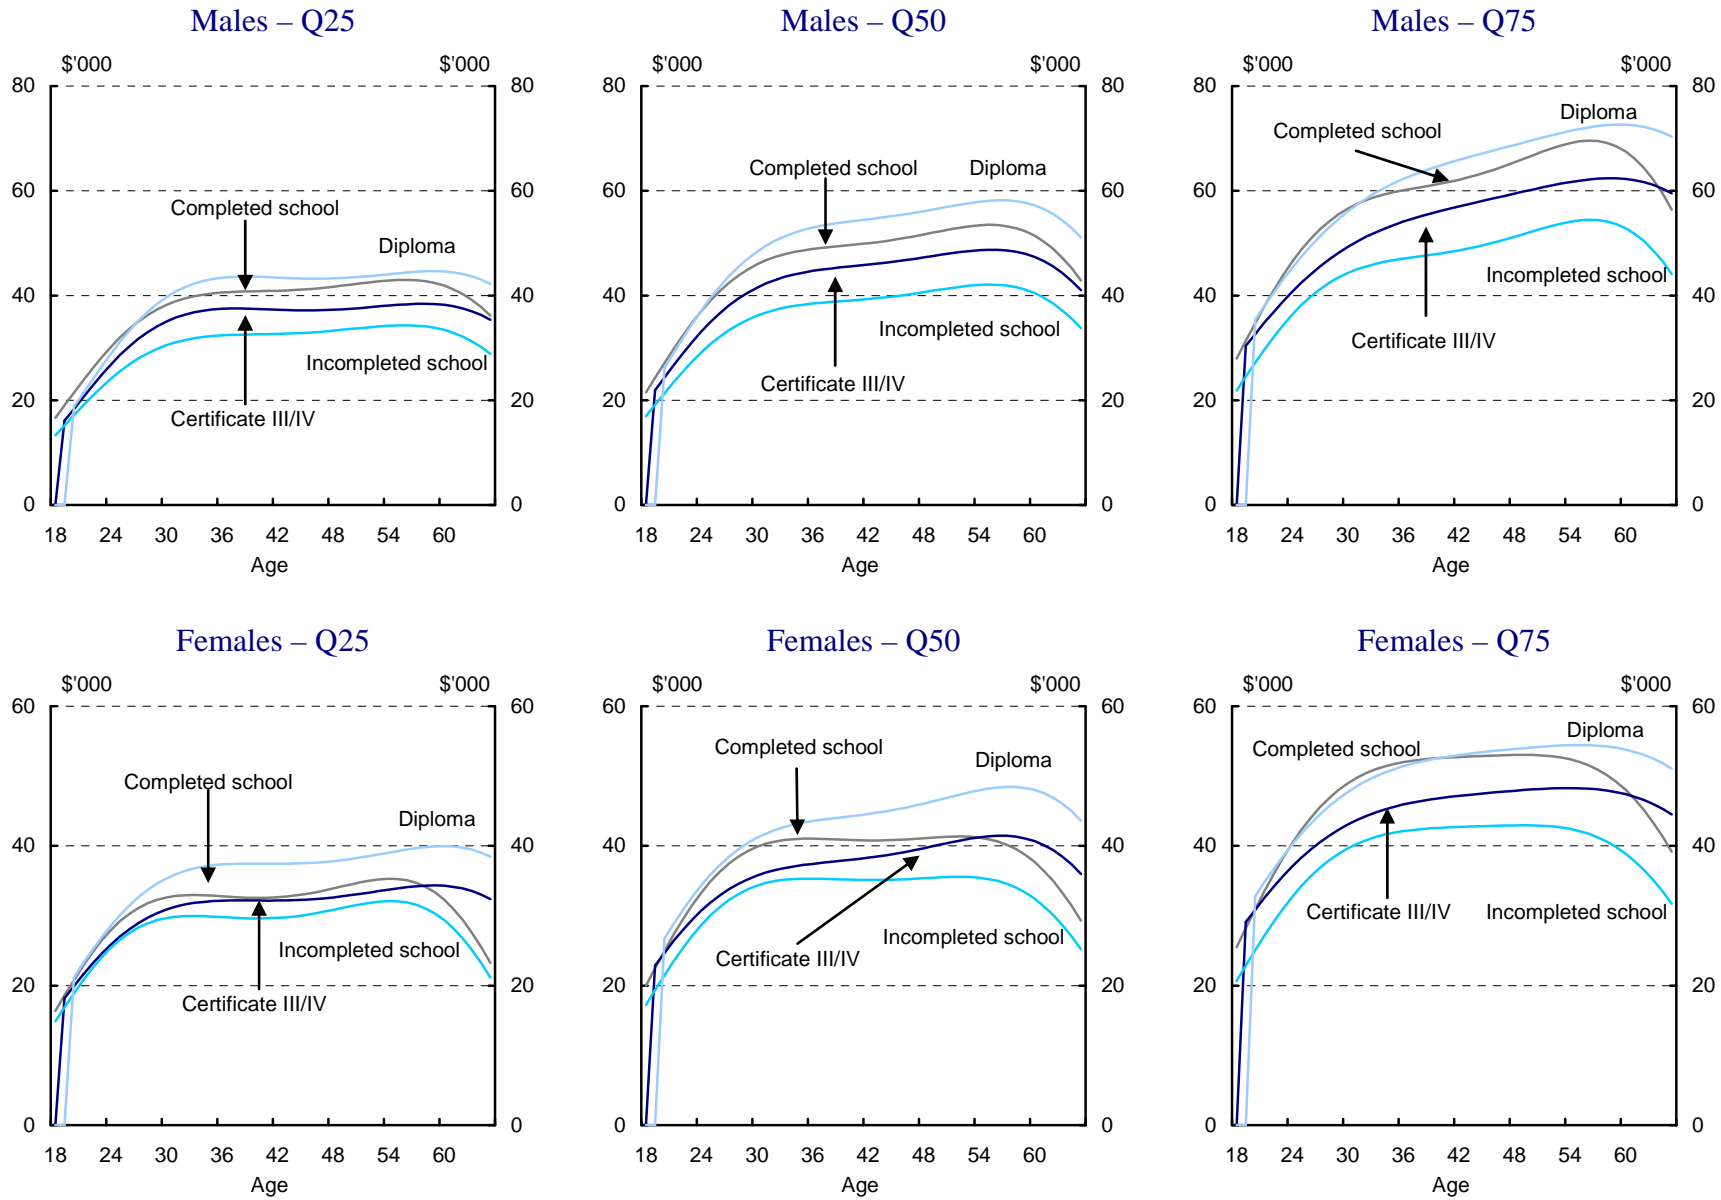 Males – Q25
$'000 $'000
80 80
60 60
Completed school
Diploma
40 40
Incompleted school
Certificate III/IV
20 20
0 0
18 24 30 36 42 48 54 60
Age
Males – Q50
$'000 $'000
80 80
Completed school
Diploma
60 60
40 40
Incompleted school
Certificate III/IV
20 20
0 0
18 24 30 36 42 48 54 60
Age
Males – Q75
$'000 $'000
80 80
Diploma
Completed school
60 60
Incompleted school
40 40
Certificate III/IV
20 20
0 0
18 24 30 36 42 48 54 60
Age
Females – Q25
$'000 $'000
60 60
Completed school
Diploma
40 40
Incompleted school
Certificate III/IV
20 20
0 0
18 24 30 36 42 48 54 60
Age
Females – Q50
$'000 $'000
60 60
Completed school
Diploma
40 40
Incompleted school
Certificate III/IV
20 20
0 0
18 24 30 36 42 48 54 60
Age
Females – Q75
$'000 $'000
60 60
Diploma
Completed school
40 40
Certificate III/IV Incompleted school
20 20
0 0
18 24 30 36 42 48 54 60
Age